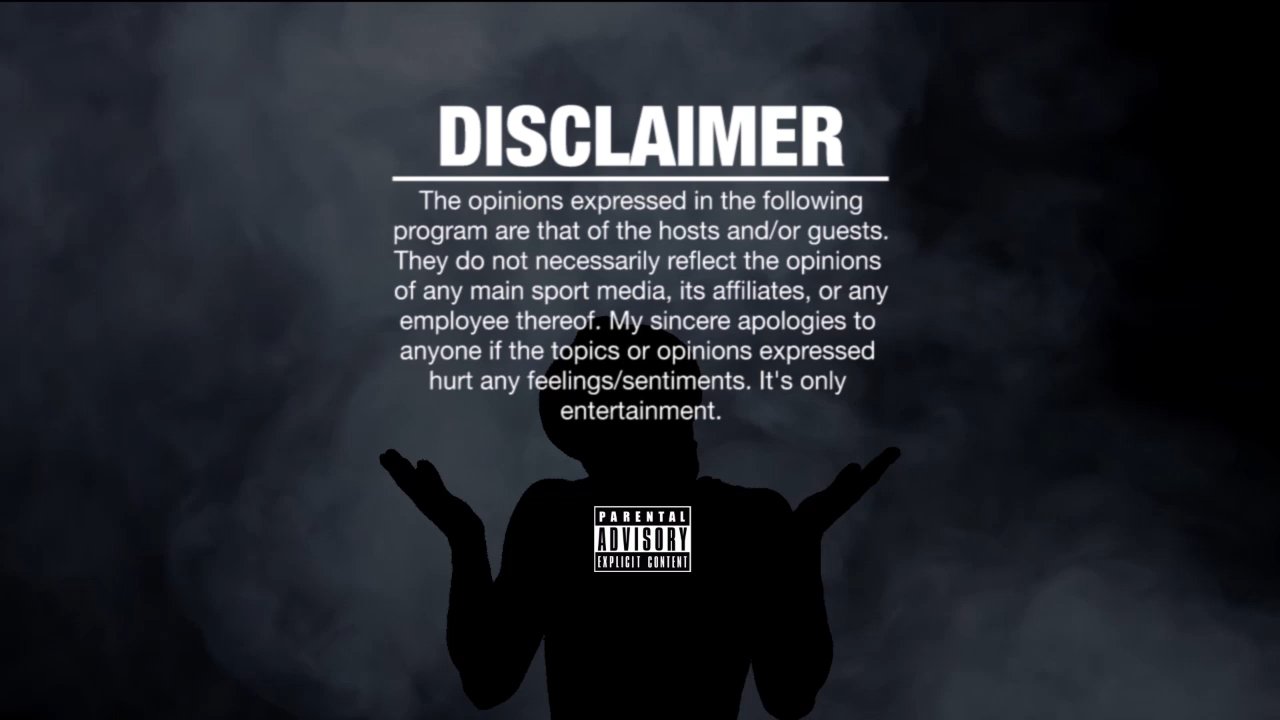 DISCLAIMER
The opinions expressed in the following
program are that of the hosts and/or guests.
They do not necessarily reflect the opinions
of any main sport media, its affiliates, or any
employee thereof. My sincere apologies to
anyone if the topics or opinions expressed
hurt any feelings/sentiments. It's only
entertainment.
PARENTAL
ADVISORY
EXPLICIT CONTENT